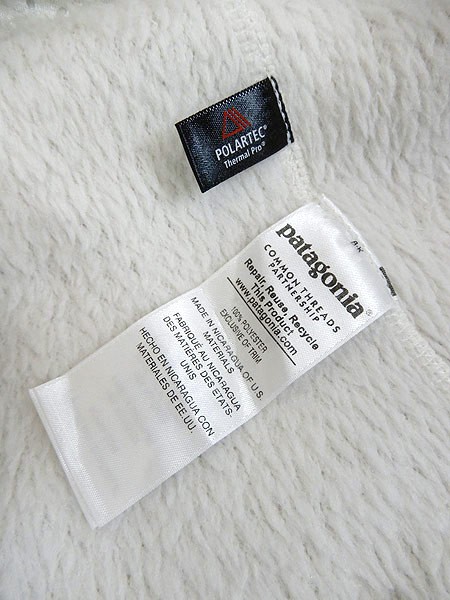 POLARTEC®
Thermal Pro®
patagonia®
COMMON THREADS
PARTNERSHIP
Repair, Reuse, Recycle
This Product
www.patagonia.com
100% POLYESTER
EXCLUSIVE OF TRIM
MADE IN NICARAGUA OF U.S.
MATERIALS
FABRIQUÉ AU NICARAGUA
DES MATIÈRES DES ETATS-
UNIS
HECHO EN NICARAGUA CON
MATERIALES DE EE.UU.